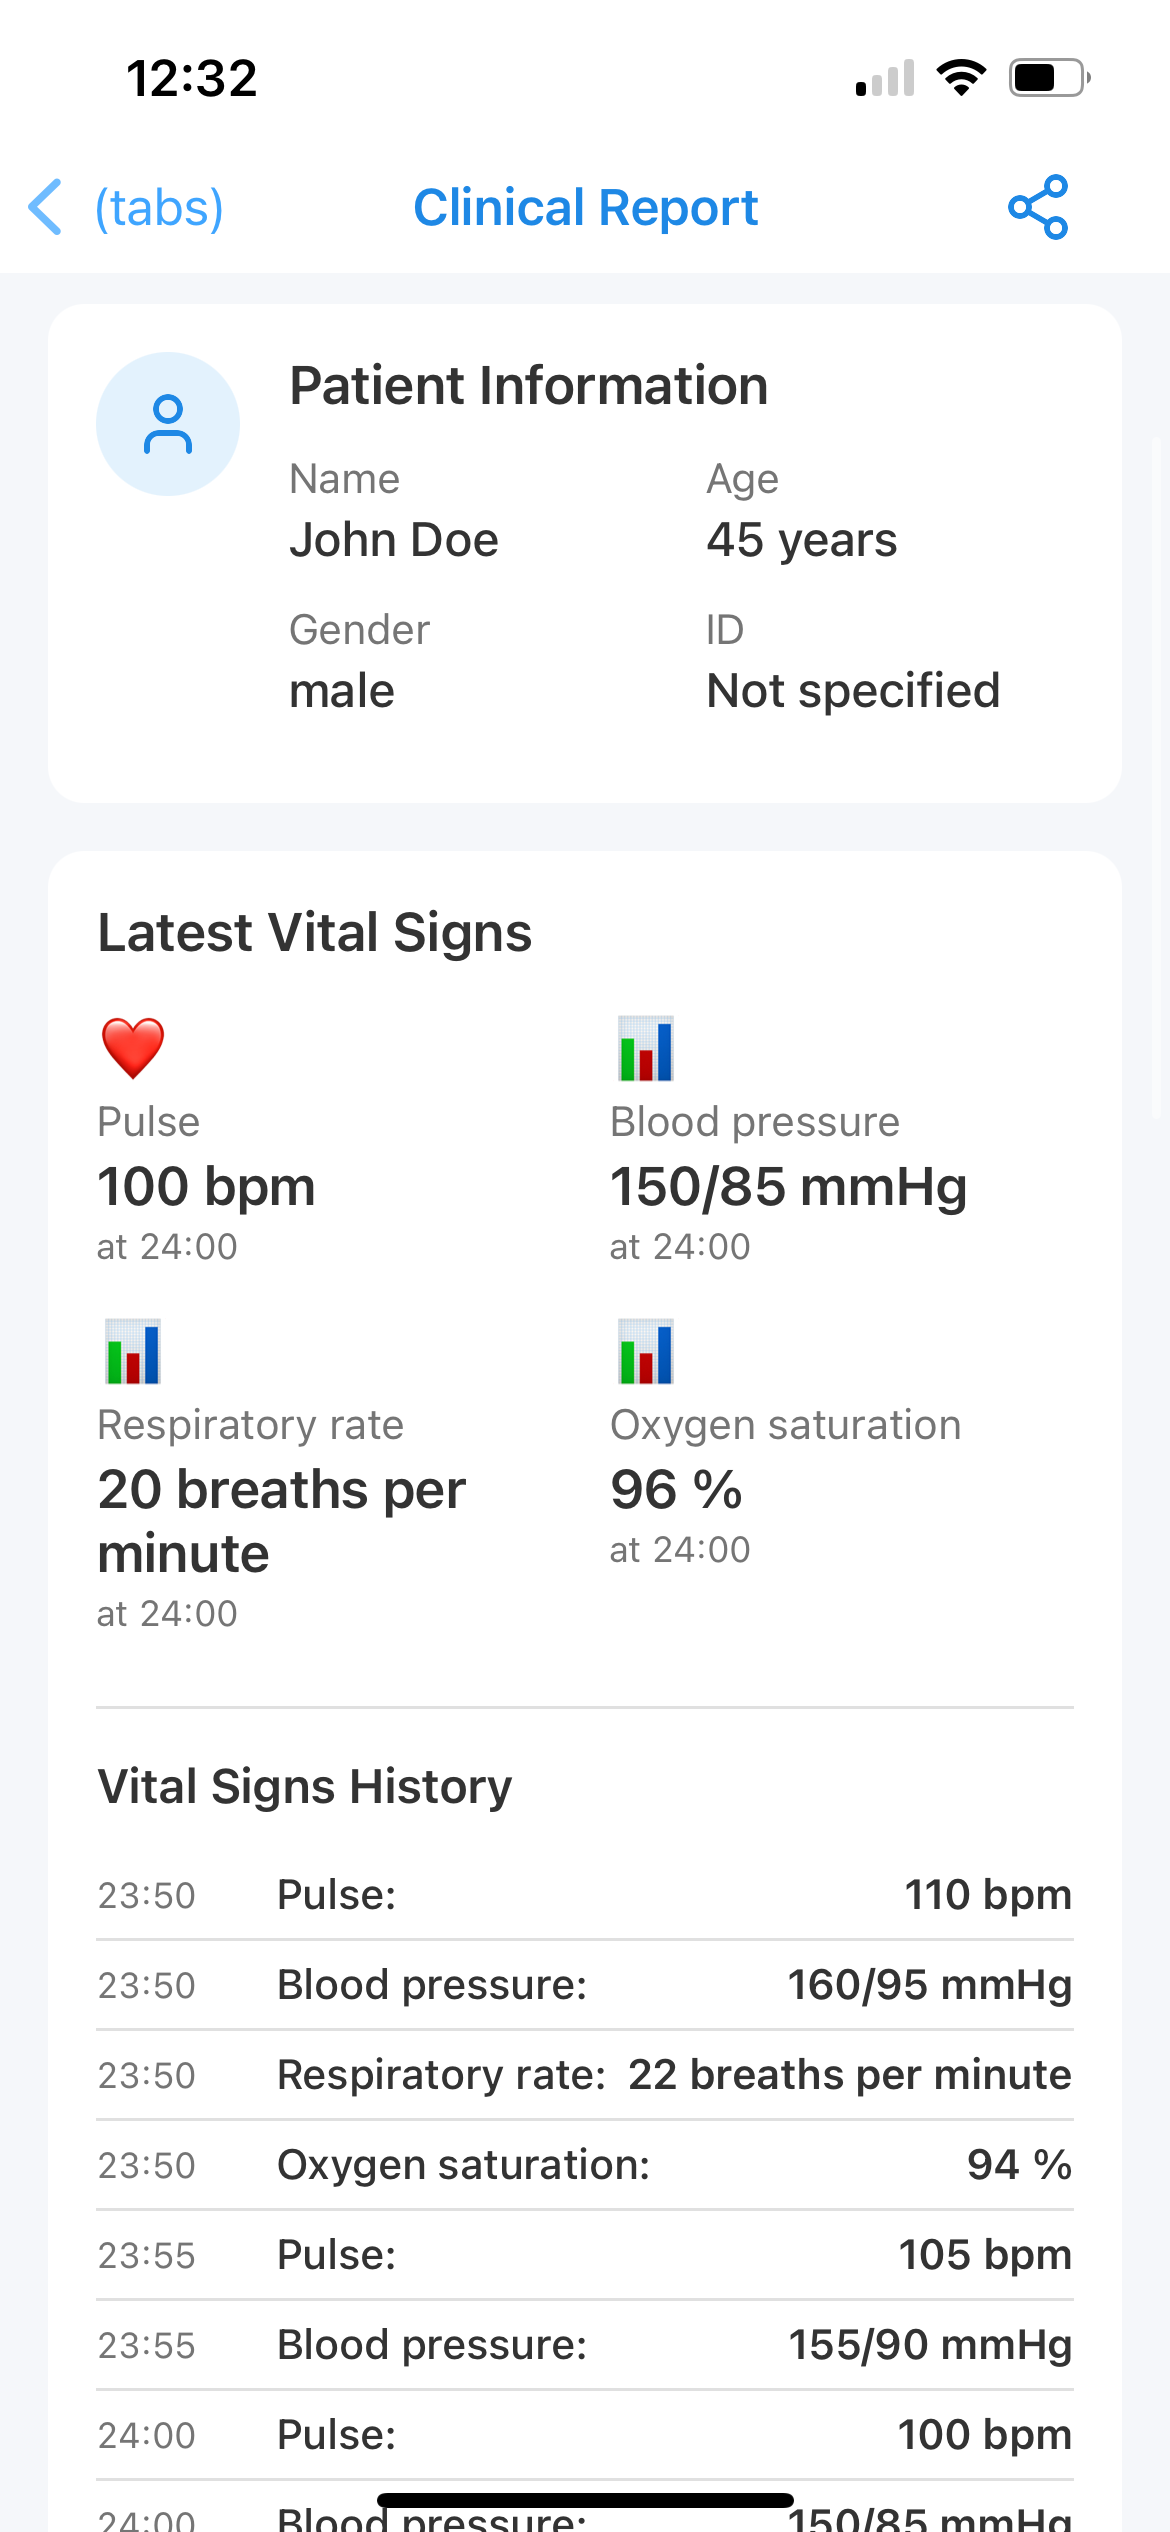 12:32
(tabs)
Clinical Report
Patient Information
Name
Age
John Doe
45 years
Gender
ID
male
Not specified
Latest Vital Signs
Pulse
100 bpm
at 24:00
Blood pressure
150/85 mmHg
at 24:00
Respiratory rate
20 breaths per
minute
at 24:00
Oxygen saturation
96 %
at 24:00
Vital Signs History
23:50 Pulse: 110 bpm
23:50 Blood pressure: 160/95 mmHg
23:50 Respiratory rate: 22 breaths per minute
23:50 Oxygen saturation: 94 %
23:55 Pulse: 105 bpm
23:55 Blood pressure: 155/90 mmHg
24:00 Pulse: 100 bpm
24:00 Blood pressure: 150/85 mmHg